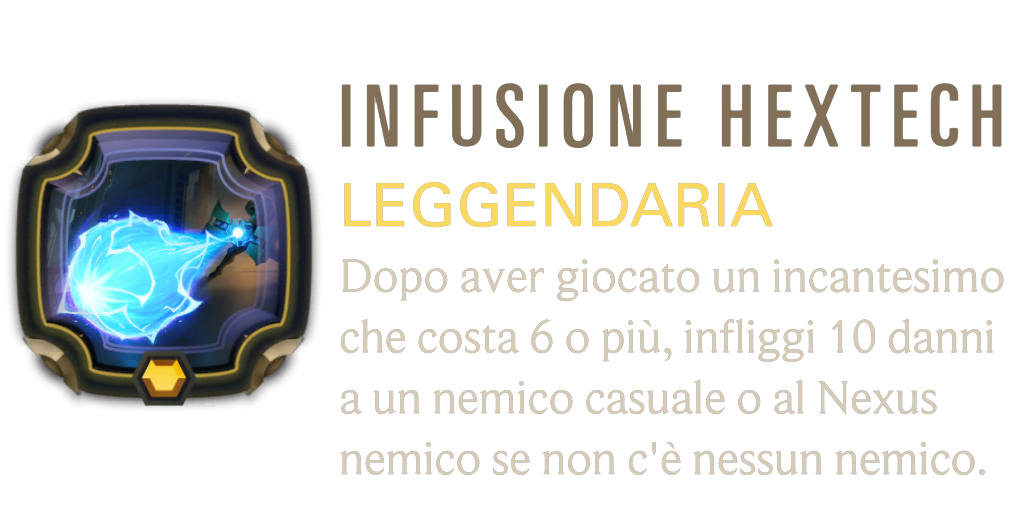 INFUSIONE HEXTECH
LEGGENDARIA
Dopo aver giocato un incantesimo
che costa 6 o più, infliggi 10 danni
a un nemico casuale o al Nexus
nemico se non c'è nessun nemico.